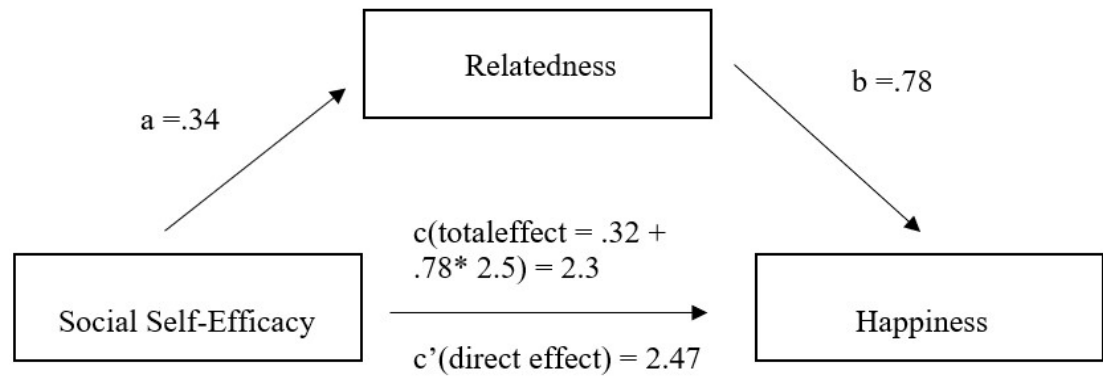 Relatedness
a =.34
b =.78
c(totaleffect = .32 +
.78* 2.5) = 2.3
Social Self-Efficacy
Happiness
c’(direct effect) = 2.47